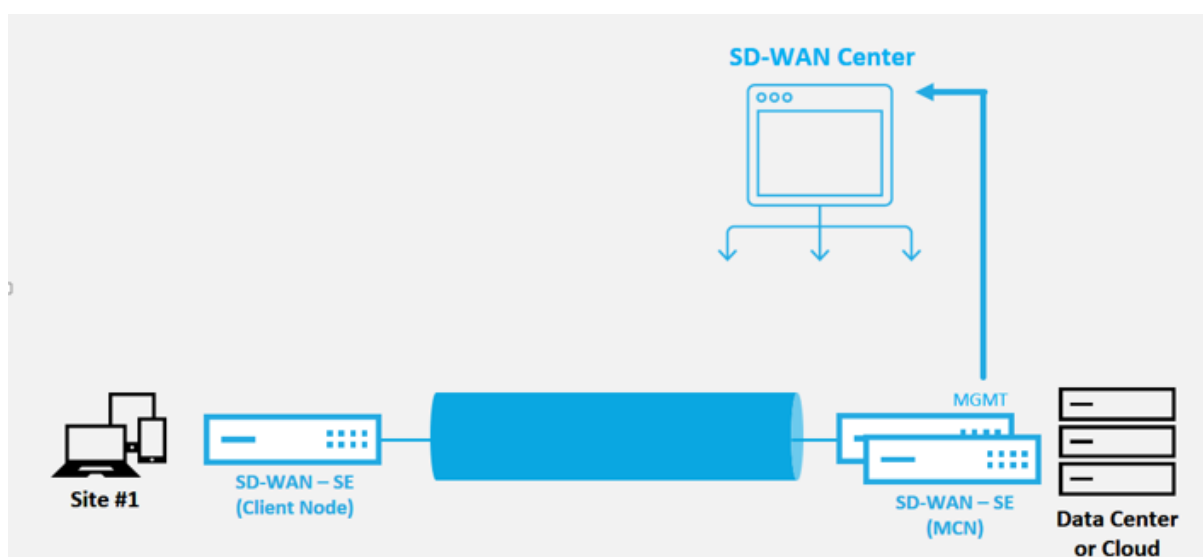 SD-WAN Center
MGMT
Site #1
SD-WAN – SE
(Client Node)
SD-WAN – SE
(MCN)
Data Center
or Cloud